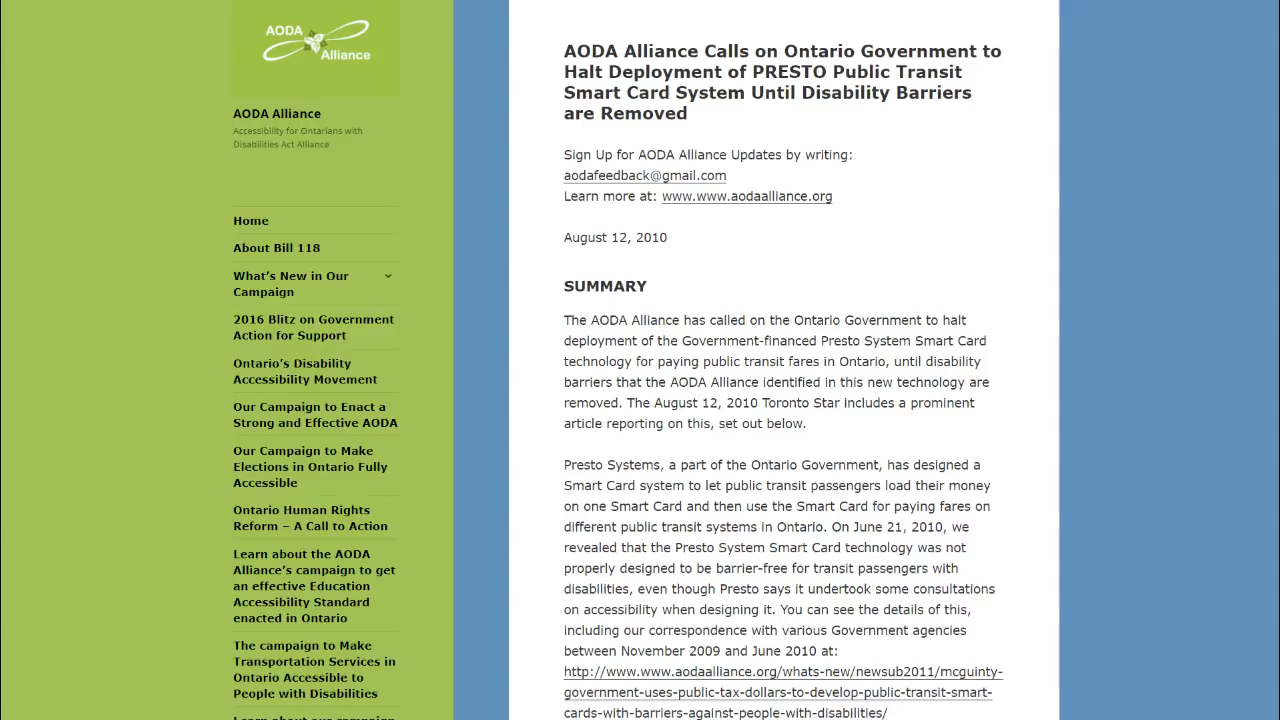 AODA
Alliance
AODA Alliance
Accessibility for Ontarians with
Disabilities Act Alliance
Home
About Bill 118
What's New in Our
Campaign
2016 Blitz on Government
Action for Support
Ontario's Disability
Accessibility Movement
Our Campaign to Enact a
Strong and Effective AODA
Our Campaign to Make
Elections in Ontario Fully
Accessible
Ontario Human Rights
Reform – A Call to Action
Learn about the AODA
Alliance's campaign to get
an effective Education
Accessibility Standard
enacted in Ontario
The campaign to Make
Transportation Services in
Ontario Accessible to
People with Disabilities
Learn about our campaign
AODA Alliance Calls on Ontario Government to
Halt Deployment of PRESTO Public Transit
Smart Card System Until Disability Barriers
are Removed
Sign Up for AODA Alliance Updates by writing:
aodafeedback@gmail.com
Learn more at: www.www.aodaalliance.org
August 12, 2010
SUMMARY
The AODA Alliance has called on the Ontario Government to halt
deployment of the Government-financed Presto System Smart Card
technology for paying public transit fares in Ontario, until disability
barriers that the AODA Alliance identified in this new technology are
removed. The August 12, 2010 Toronto Star includes a prominent
article reporting on this, set out below.
Presto Systems, a part of the Ontario Government, has designed a
Smart Card system to let public transit passengers load their money
on one Smart Card and then use the Smart Card for paying fares on
different public transit systems in Ontario. On June 21, 2010, we
revealed that the Presto System Smart Card technology was not
properly designed to be barrier-free for transit passengers with
disabilities, even though Presto says it undertook some consultations
on accessibility when designing it. You can see the details of this,
including our correspondence with various Government agencies
between November 2009 and June 2010 at:
http://www.www.aodaalliance.org/whats-new/newsub2011/mcguinty-
government-uses-public-tax-dollars-to-develop-public-transit-smart-
cards-with-barriers-against-people-with-disabilities/